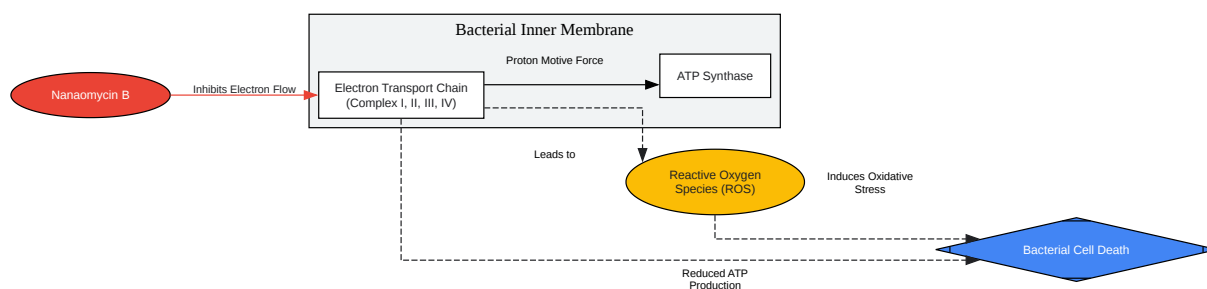 Bacterial Inner Membrane
Proton Motive Force
ATP Synthase
Nanaomycin B
Inhibits Electron Flow
Electron Transport Chain
(Complex I, II, III, IV)
Leads to
Reactive Oxygen
Species (ROS)
Induces Oxidative
Stress
Bacterial Cell Death
Reduced ATP
Production